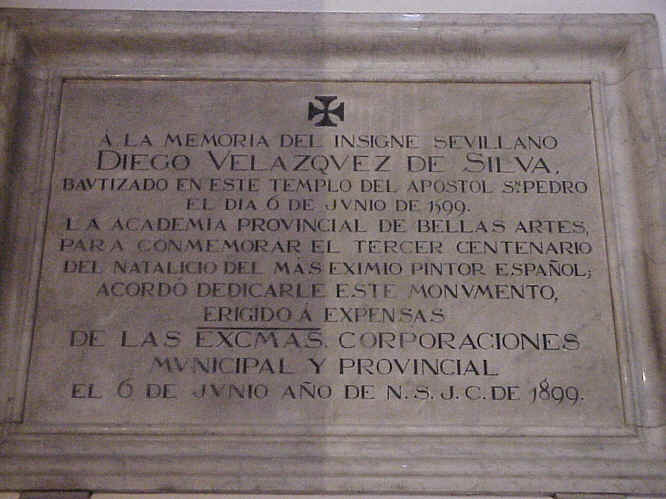 A LA MEMORIA DEL INSIGNE SEVILLANO
DIEGO VELAZQVEZ DE SILVA,
BAVTIZADO EN ESTE TEMPLO DEL APOSTOL SN. PEDRO
EL DIA 6 DE JVNIO DE 1599.
LA ACADEMIA PROVINCIAL DE BELLAS ARTES,
PARA CONMEMORAR EL TERCER CENTENARIO
DEL NATALICIO DEL MÁS EXIMIO PINTOR ESPAÑOL;
ACORDÓ DEDICARLE ESTE MONVMENTO,
ERIGIDO Á EXPENSAS
DE LAS EXCMAS. CORPORACIONES
MVNICIPAL Y PROVINCIAL
EL 6 DE JVNIO AÑO DE N.S.J.C. DE 1899.